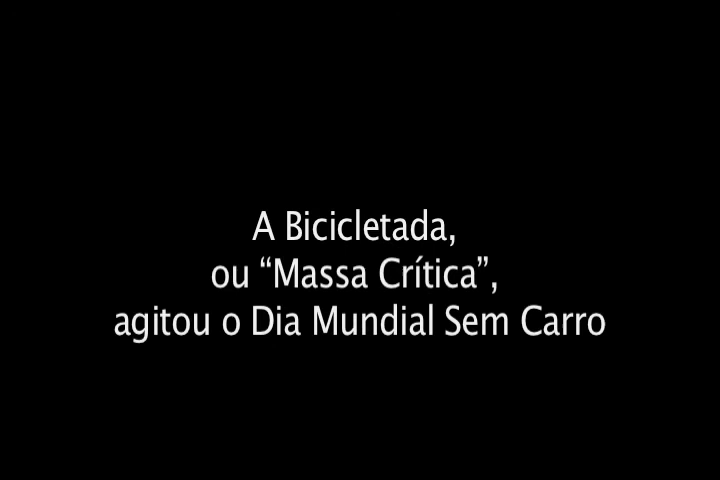 A Bicicletada,
ou “Massa Crítica”,
agitou o Dia Mundial Sem Carro